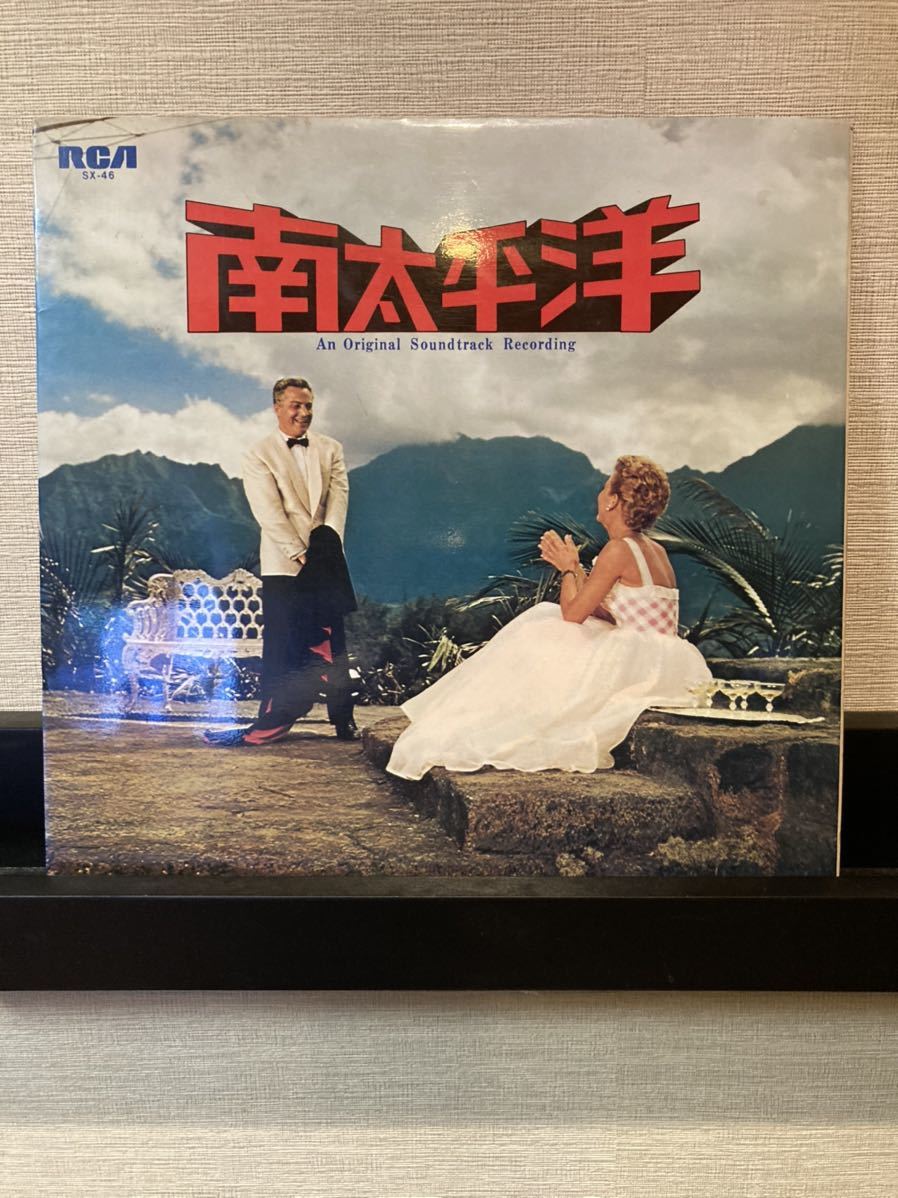 RCA
SX-46
南太平洋
An Original Soundtrack Recording